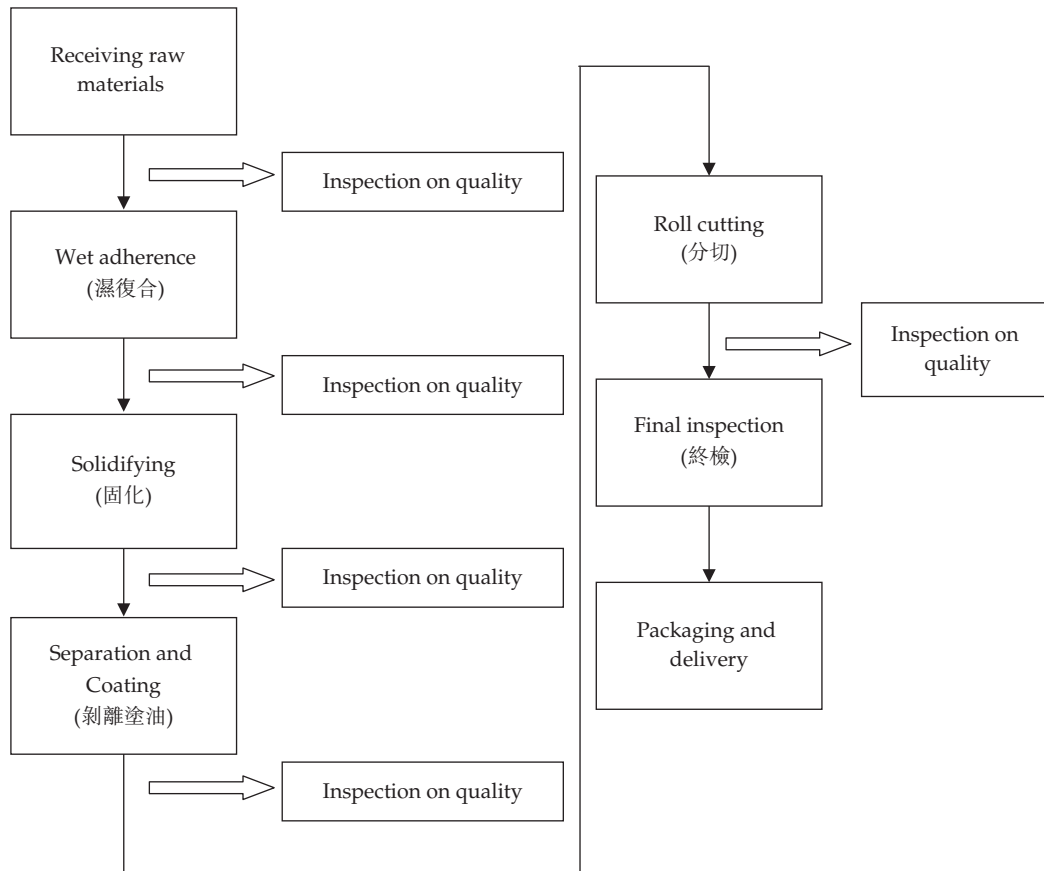 Receiving raw
materials
Inspection on quality
Wet adherence
(濕復合)
Inspection on quality
Solidifying
(固化)
Inspection on quality
Separation and
Coating
(剝離塗油)
Inspection on quality
Roll cutting
(分切)
Inspection on
quality
Final inspection
(終檢)
Packaging and
delivery